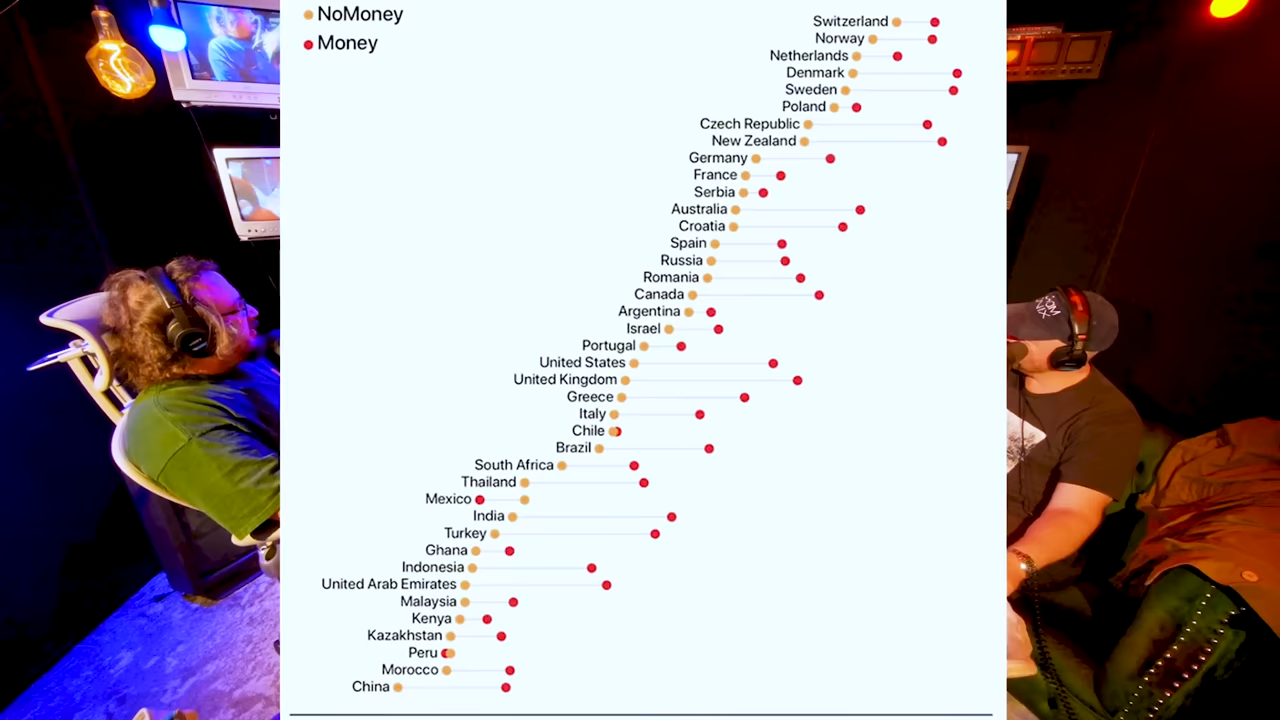 NoMoney
Money
Switzerland
Norway
Netherlands
Denmark
Sweden
Poland
Czech Republic
New Zealand
Germany
France
Serbia
Australia
Croatia
Spain
Russia
Romania
Canada
Argentina
Israel
Portugal
United States
United Kingdom
Greece
Italy
Chile
Brazil
South Africa
Thailand
Mexico
India
Turkey
Ghana
Indonesia
United Arab Emirates
Malaysia
Kenya
Kazakhstan
Peru
Morocco
China